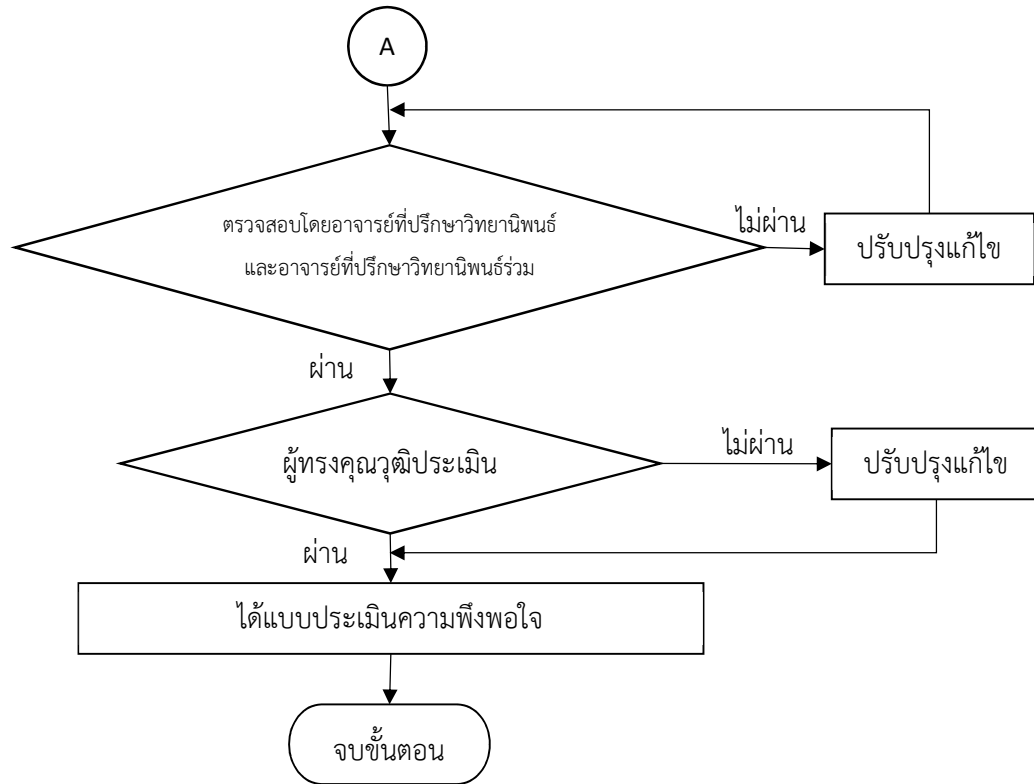 A
ตรวจสอบโดยอาจารย์ที่ปรึกษาวิทยานิพนธ์
และอาจารย์ที่ปรึกษาวิทยานิพนธ์ร่วม
ไม่ผ่าน
ปรับปรุงแก้ไข
ผ่าน
ผู้ทรงคุณวุฒิประเมิน
ไม่ผ่าน
ปรับปรุงแก้ไข
ผ่าน
ได้แบบประเมินความพึงพอใจ
จบขั้นตอน